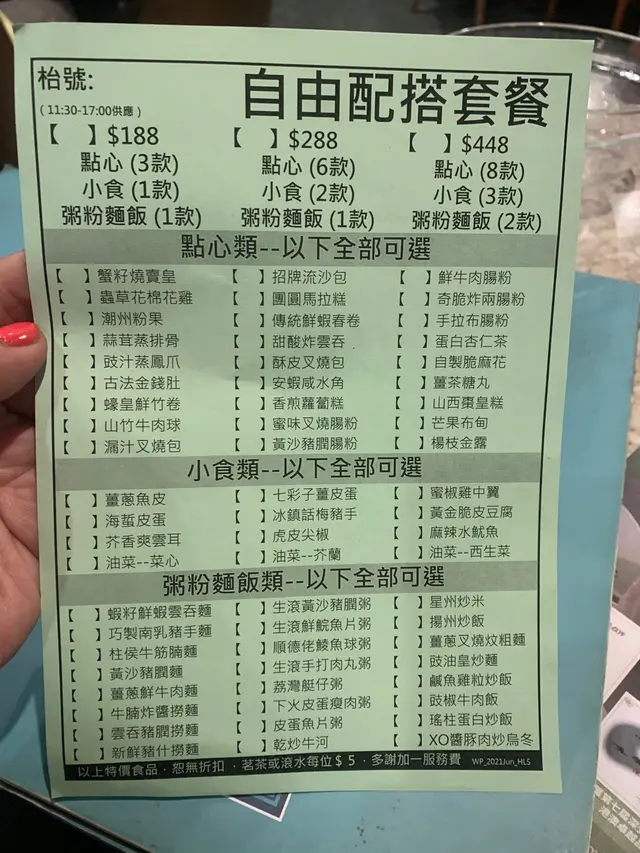 枱號:
自由配搭套餐
(11:30-17:00供應)
【 】$188 【 】$288 【 】$448
點心 (3款) 點心 (6款) 點心 (8款)
小食 (1款) 小食 (2款) 小食 (3款)
粥粉麵飯 (1款) 粥粉麵飯 (1款) 粥粉麵飯 (2款)
點心類--以下全部可選
【 】蟹籽燒賣皇 【 】招牌流沙包 【 】鮮牛肉腸粉
【 】蟲草花棉花雞 【 】團圓馬拉糕 【 】奇脆炸兩腸粉
【 】潮州粉果 【 】傳統鮮蝦春卷 【 】手拉布腸粉
【 】蒜茸蒸排骨 【 】甜酸炸雲吞 【 】蛋白杏仁茶
【 】豉汁蒸鳳爪 【 】酥皮叉燒包 【 】自製脆麻花
【 】古法金錢肚 【 】安蝦咸水角 【 】薑茶糖丸
【 】蠔皇鮮竹卷 【 】香煎蘿蔔糕 【 】山西棗皇糕
【 】山竹牛肉球 【 】蜜味叉燒腸粉 【 】芒果布甸
【 】漏汁叉燒包 【 】黃沙豬潤腸粉 【 】楊枝金露
小食類--以下全部可選
【 】薑蔥魚皮 【 】七彩子薑皮蛋 【 】蜜椒雞中翼
【 】海蜇皮蛋 【 】冰鎮話梅豬手 【 】黃金脆皮豆腐
【 】芥香爽雲耳 【 】虎皮尖椒 【 】麻辣水魷魚
【 】油菜--菜心 【 】油菜--芥蘭 【 】油菜--西生菜
粥粉麵飯類--以下全部可選
【 】蝦籽鮮蝦雲吞麵 【 】生滾黃沙豬膶粥 【 】星州炒米
【 】巧製南乳豬手麵 【 】生滾鮮鯇魚片粥 【 】揚州炒飯
【 】柱侯牛筋腩麵 【 】順德佬鯪魚球粥 【 】薑蔥叉燒炆粗麵
【 】黃沙豬膶麵 【 】生滾手打肉丸粥 【 】豉油皇炒麵
【 】薑蔥鮮牛肉麵 【 】荔灣艇仔粥 【 】鹹魚雞粒炒飯
【 】牛腩炸醬撈麵 【 】下火皮蛋瘦肉粥 【 】豉椒牛肉飯
【 】雲吞豬膶撈麵 【 】皮蛋魚片粥 【 】瑤柱蛋白炒飯
【 】新鮮豬什撈麵 【 】乾炒牛河 【 】XO醬豚肉炒烏冬
以上特價食品．恕無折扣．茗茶或滾水每位$5．多謝加一服務費 WP_2021Jun_HLS